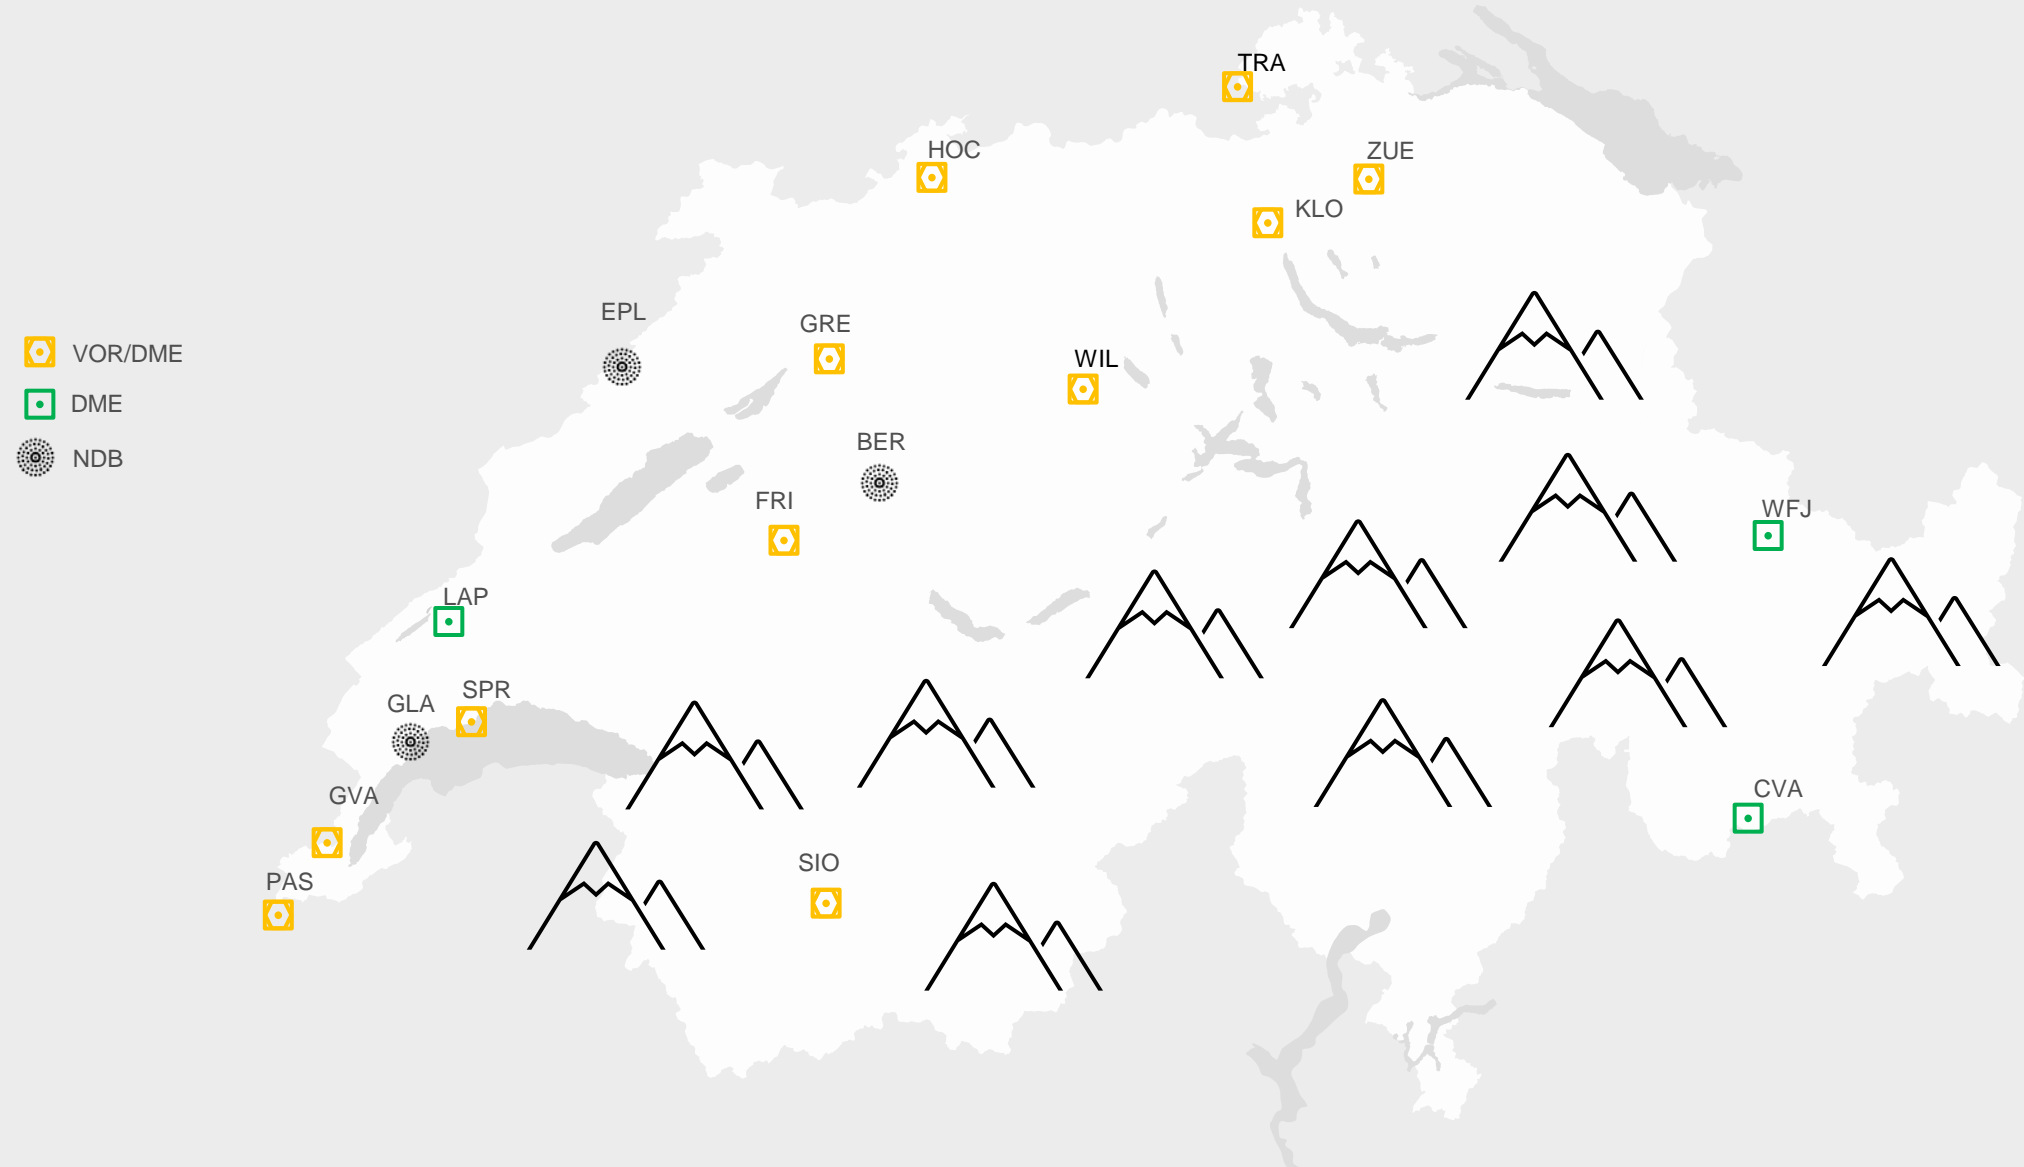 TRA
HOC
ZUE
KLO
EPL
GRE
VOR/DME
WIL
DME
BER
NDB
FRI
WFJ
LAP
SPR
GLA
GVA
CVA
SIO
PAS